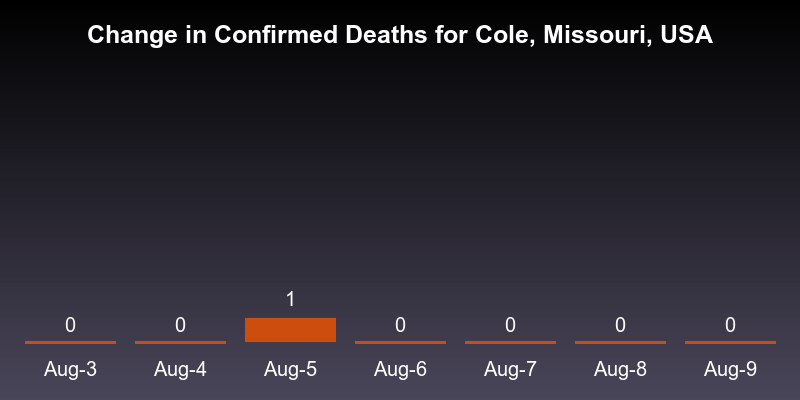 Change in Confirmed Deaths for Cole, Missouri, USA
1
0 0 0 0 0 0
Aug-3 Aug-4 Aug-5 Aug-6 Aug-7 Aug-8 Aug-9